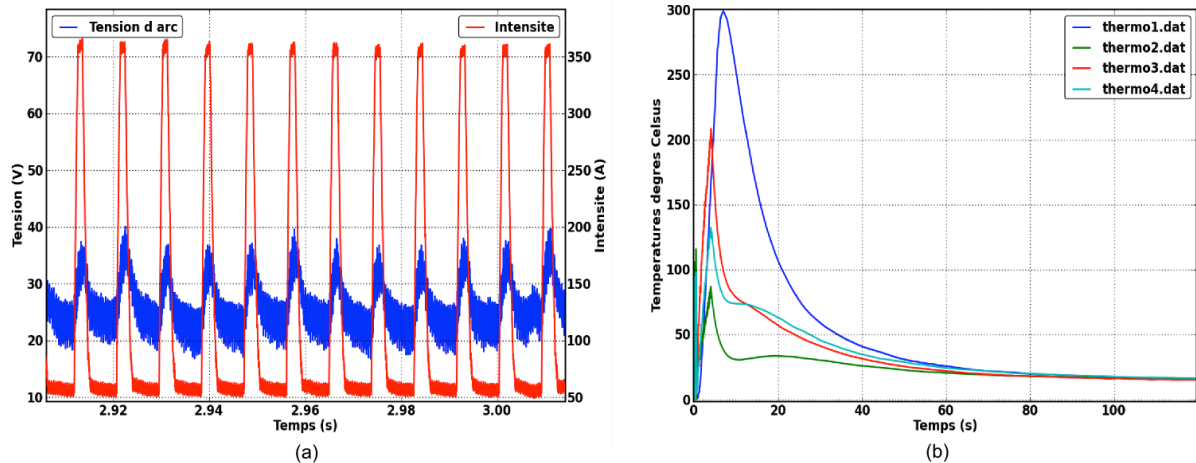 Tension d arc
Intensite
70
60
50
40
30
20
10
350
300
250
200
150
100
50
2.92
2.94
2.96
2.98
3.00
Tension (V)
Intensite (A)
Temps (s)
(a)
thermo1.dat
thermo2.dat
thermo3.dat
thermo4.dat
300
250
200
150
100
50
0
0
20
40
60
80
100
Temperatures degres Celsus
Temps (s)
(b)